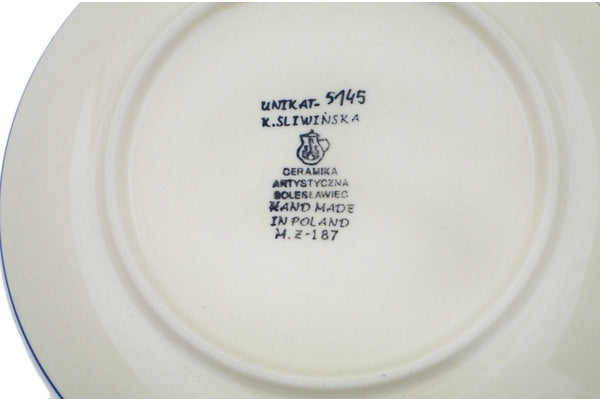 UNIKAT-5145
K.SLIWIŃSKA
CERAMIKA
ARTYSTYCZNA
BOLESŁAWIEC
HAND MADE
IN POLAND
M.Z-187